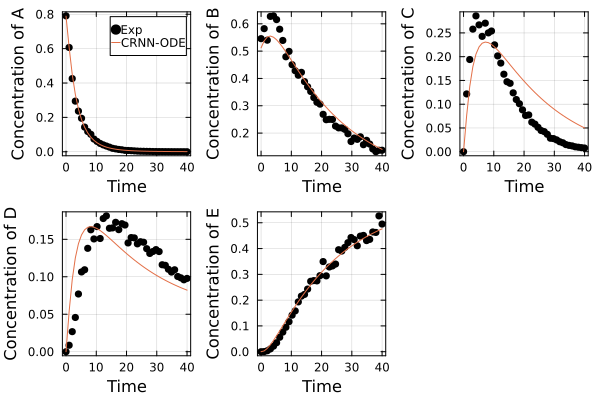 Concentration of A
0.8
0.6
0.4
0.2
0.0
0 10 20 30 40
Time
Exp
CRNN-ODE
Concentration of B
0.6
0.5
0.4
0.3
0.2
0 10 20 30 40
Time
Concentration of C
0.25
0.20
0.15
0.10
0.05
0.00
0 10 20 30 40
Time
Concentration of D
0.15
0.10
0.05
0.00
0 10 20 30 40
Time
Concentration of E
0.5
0.4
0.3
0.2
0.1
0.0
0 10 20 30 40
Time